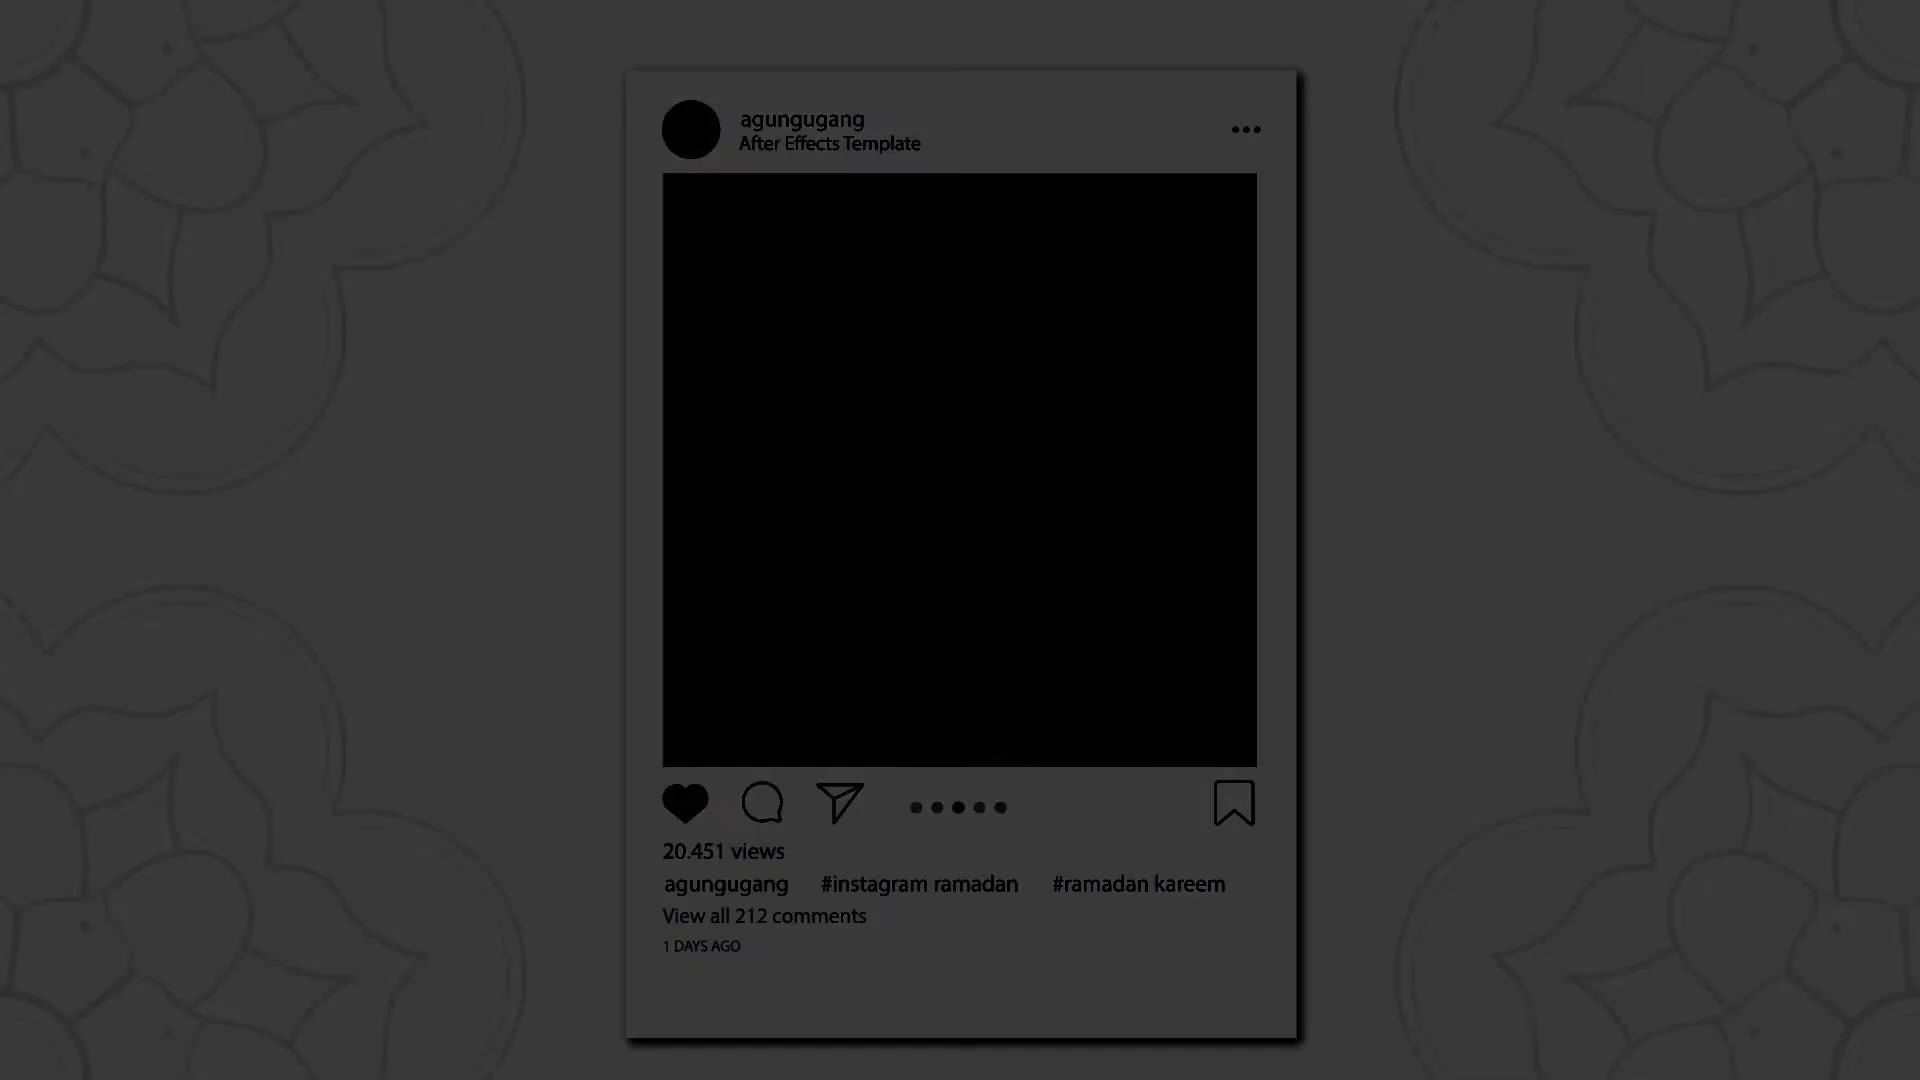 agungugang
After Effects Template
20.451 views
agungugang #instagram ramadan #ramadan kareem
View all 212 comments
1 DAYS AGO